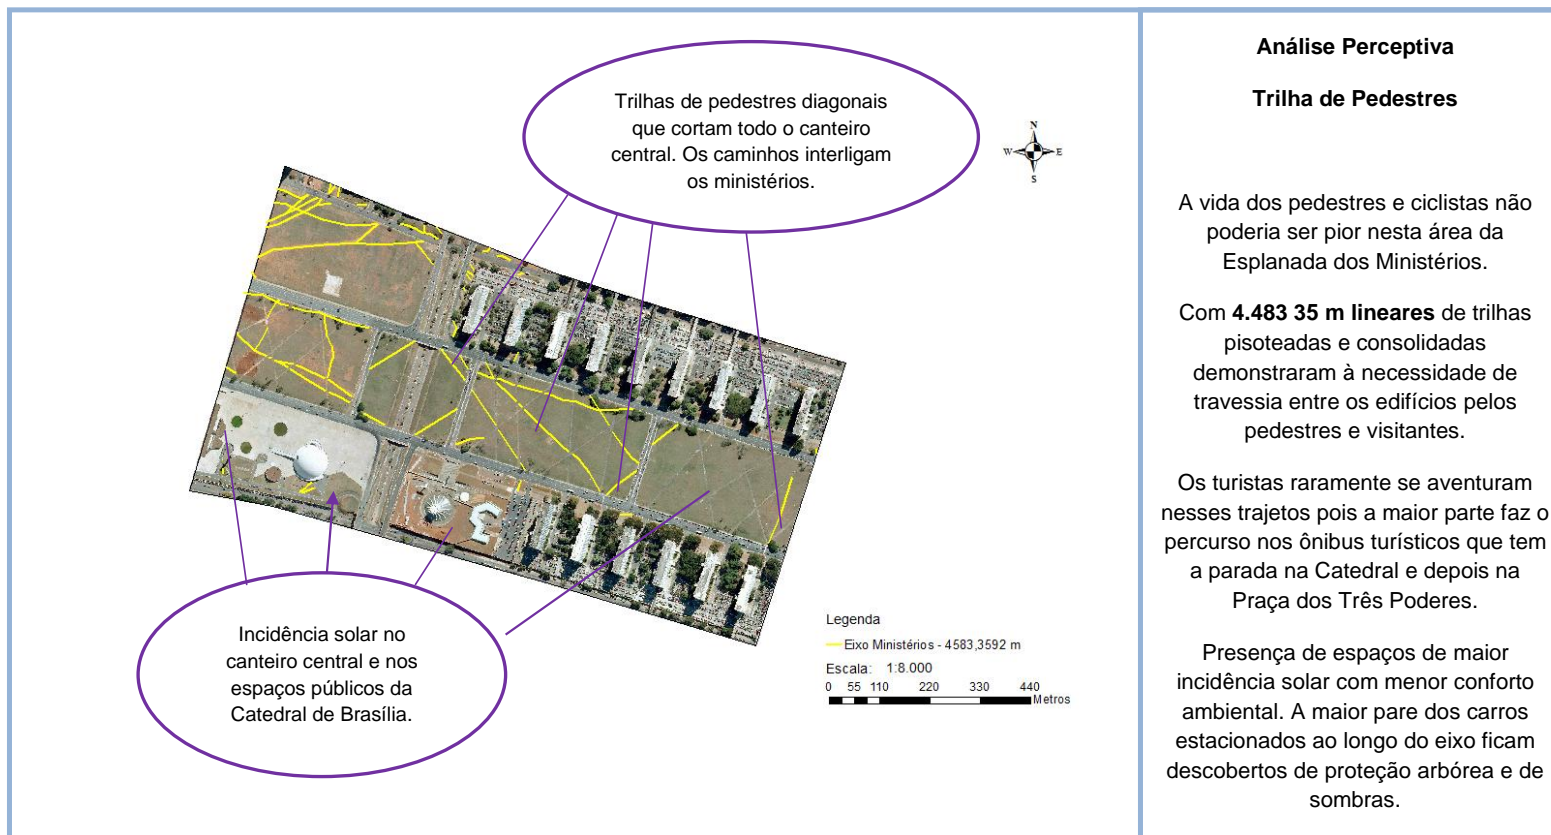 Trilhas de pedestres diagonais
que cortam todo o canteiro
central. Os caminhos interligam
os ministérios.
N
W
E
S
Incidência solar no
canteiro central e nos
espaços públicos da
Catedral de Brasília.
Legenda
Eixo Ministérios - 4583,3592 m
Escala: 1:8.000
0 55 110 220 330 440
Metros
Análise Perceptiva
Trilha de Pedestres
A vida dos pedestres e ciclistas não
poderia ser pior nesta área da
Esplanada dos Ministérios.
Com 4.483 35 m lineares de trilhas
pisoteadas e consolidadas
demonstraram à necessidade de
travessia entre os edifícios pelos
pedestres e visitantes.
Os turistas raramente se aventuram
nesses trajetos pois a maior parte faz o
percurso nos ônibus turísticos que tem
a parada na Catedral e depois na
Praça dos Três Poderes.
Presença de espaços de maior
incidência solar com menor conforto
ambiental. A maior pare dos carros
estacionados ao longo do eixo ficam
descobertos de proteção arbórea e de
sombras.